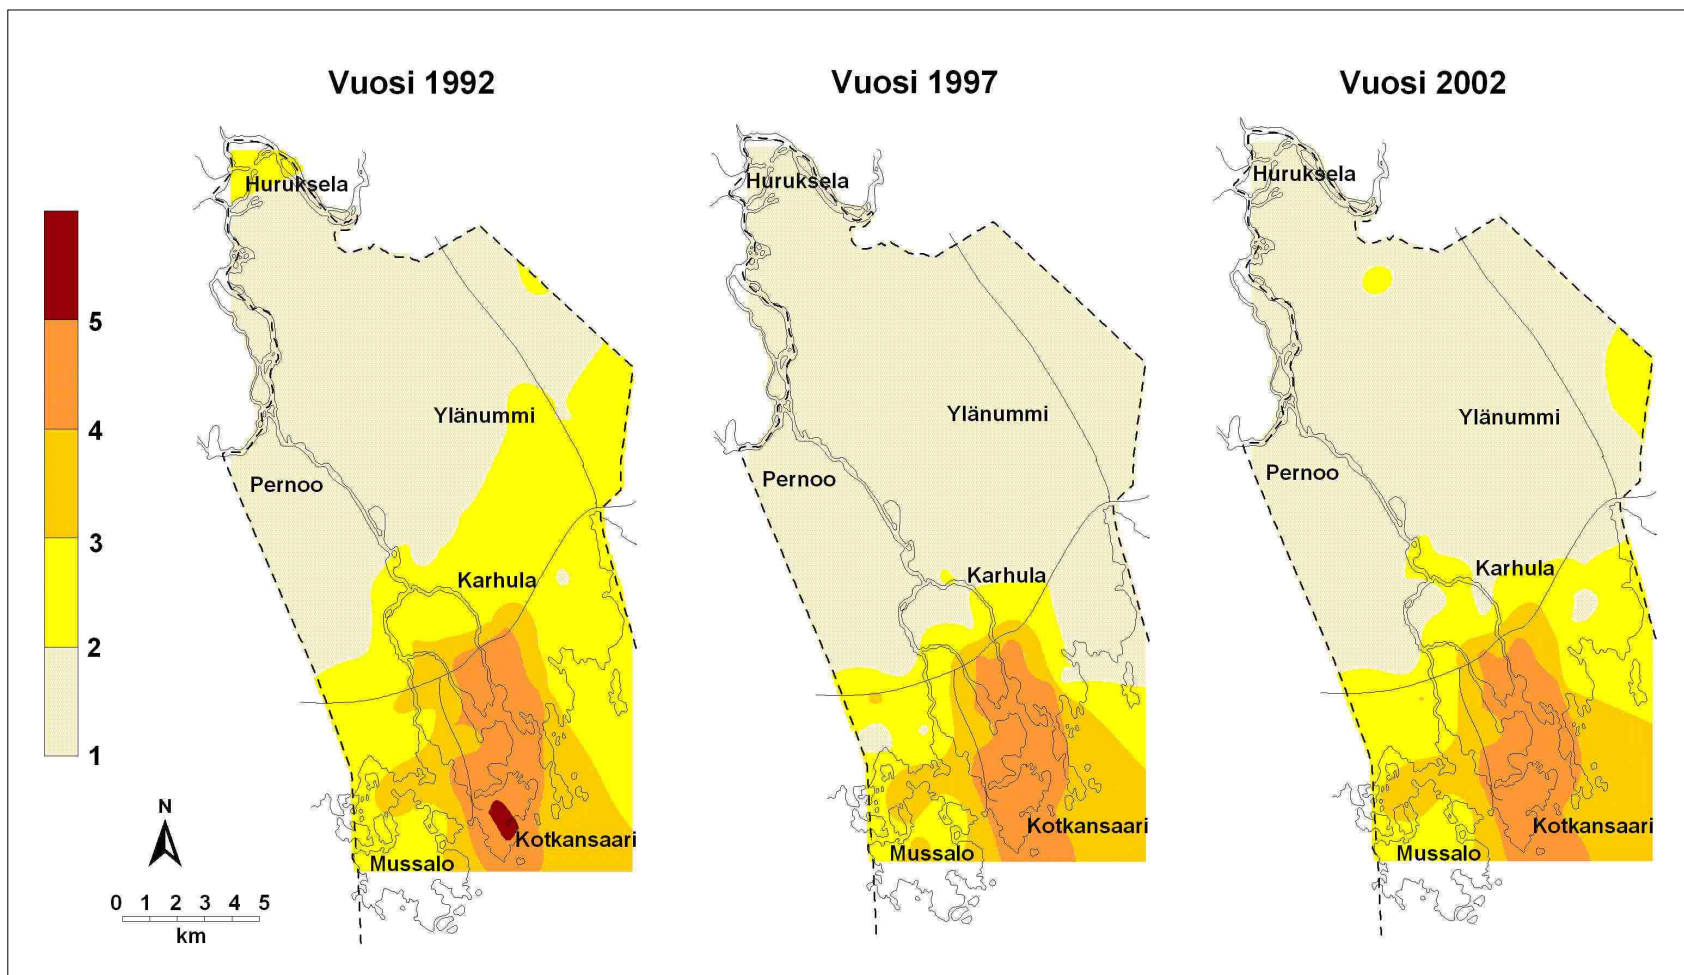 Vuosi 1992
Vuosi 1997
Vuosi 2002
5
4
3
2
1
N
0 1 2 3 4 5
km
Huruksela
Ylänummi
Pernoo
Karhula
Kotkansaari
Mussalo
Huruksela
Ylänummi
Pernoo
Karhula
Kotkansaari
Mussalo
Huruksela
Ylänummi
Pernoo
Karhula
Kotkansaari
Mussalo